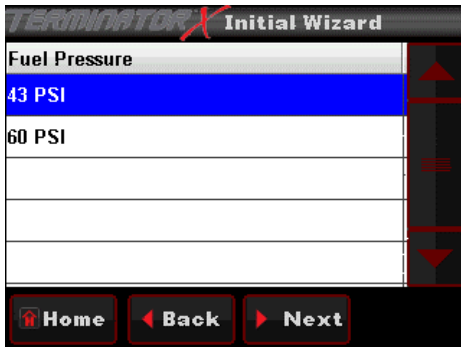 TERMINATOR X Initial Wizard
Fuel Pressure
43 PSI
60 PSI
Home Back Next